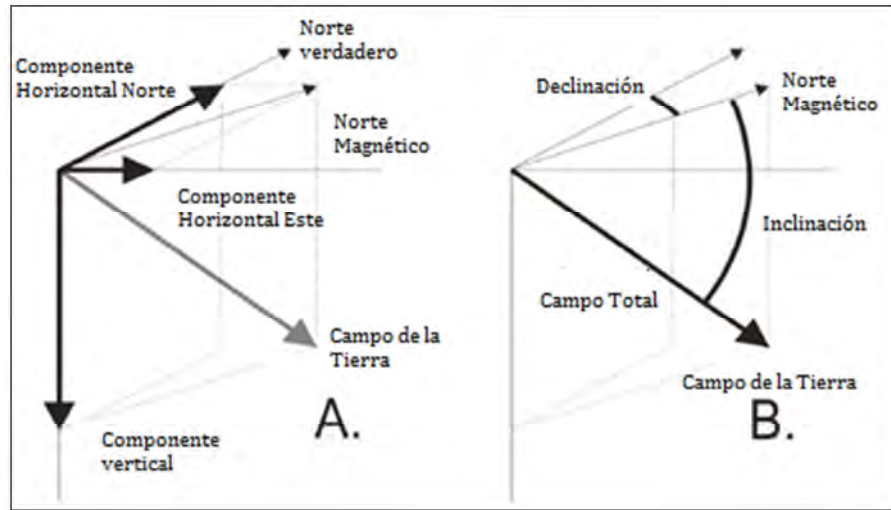 Norte
verdadero
Componente
Horizontal Norte
Norte
Magnético
Componente
Horizontal Este
Campo de la
Tierra
Componente
vertical
A.
Declinación
Norte
Magnético
Inclinación
Campo Total
Campo de la Tierra
B.